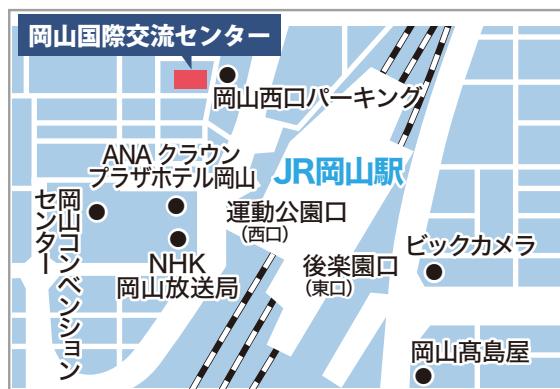 岡山国際交流センター
岡山西口パーキング
ANA クラウン
プラザホテル岡山
JR岡山駅
岡山コンベンション
センター
運動公園口
(西口)
NHK
岡山放送局
後楽園口
(東口)
ビックカメラ
岡山髙島屋